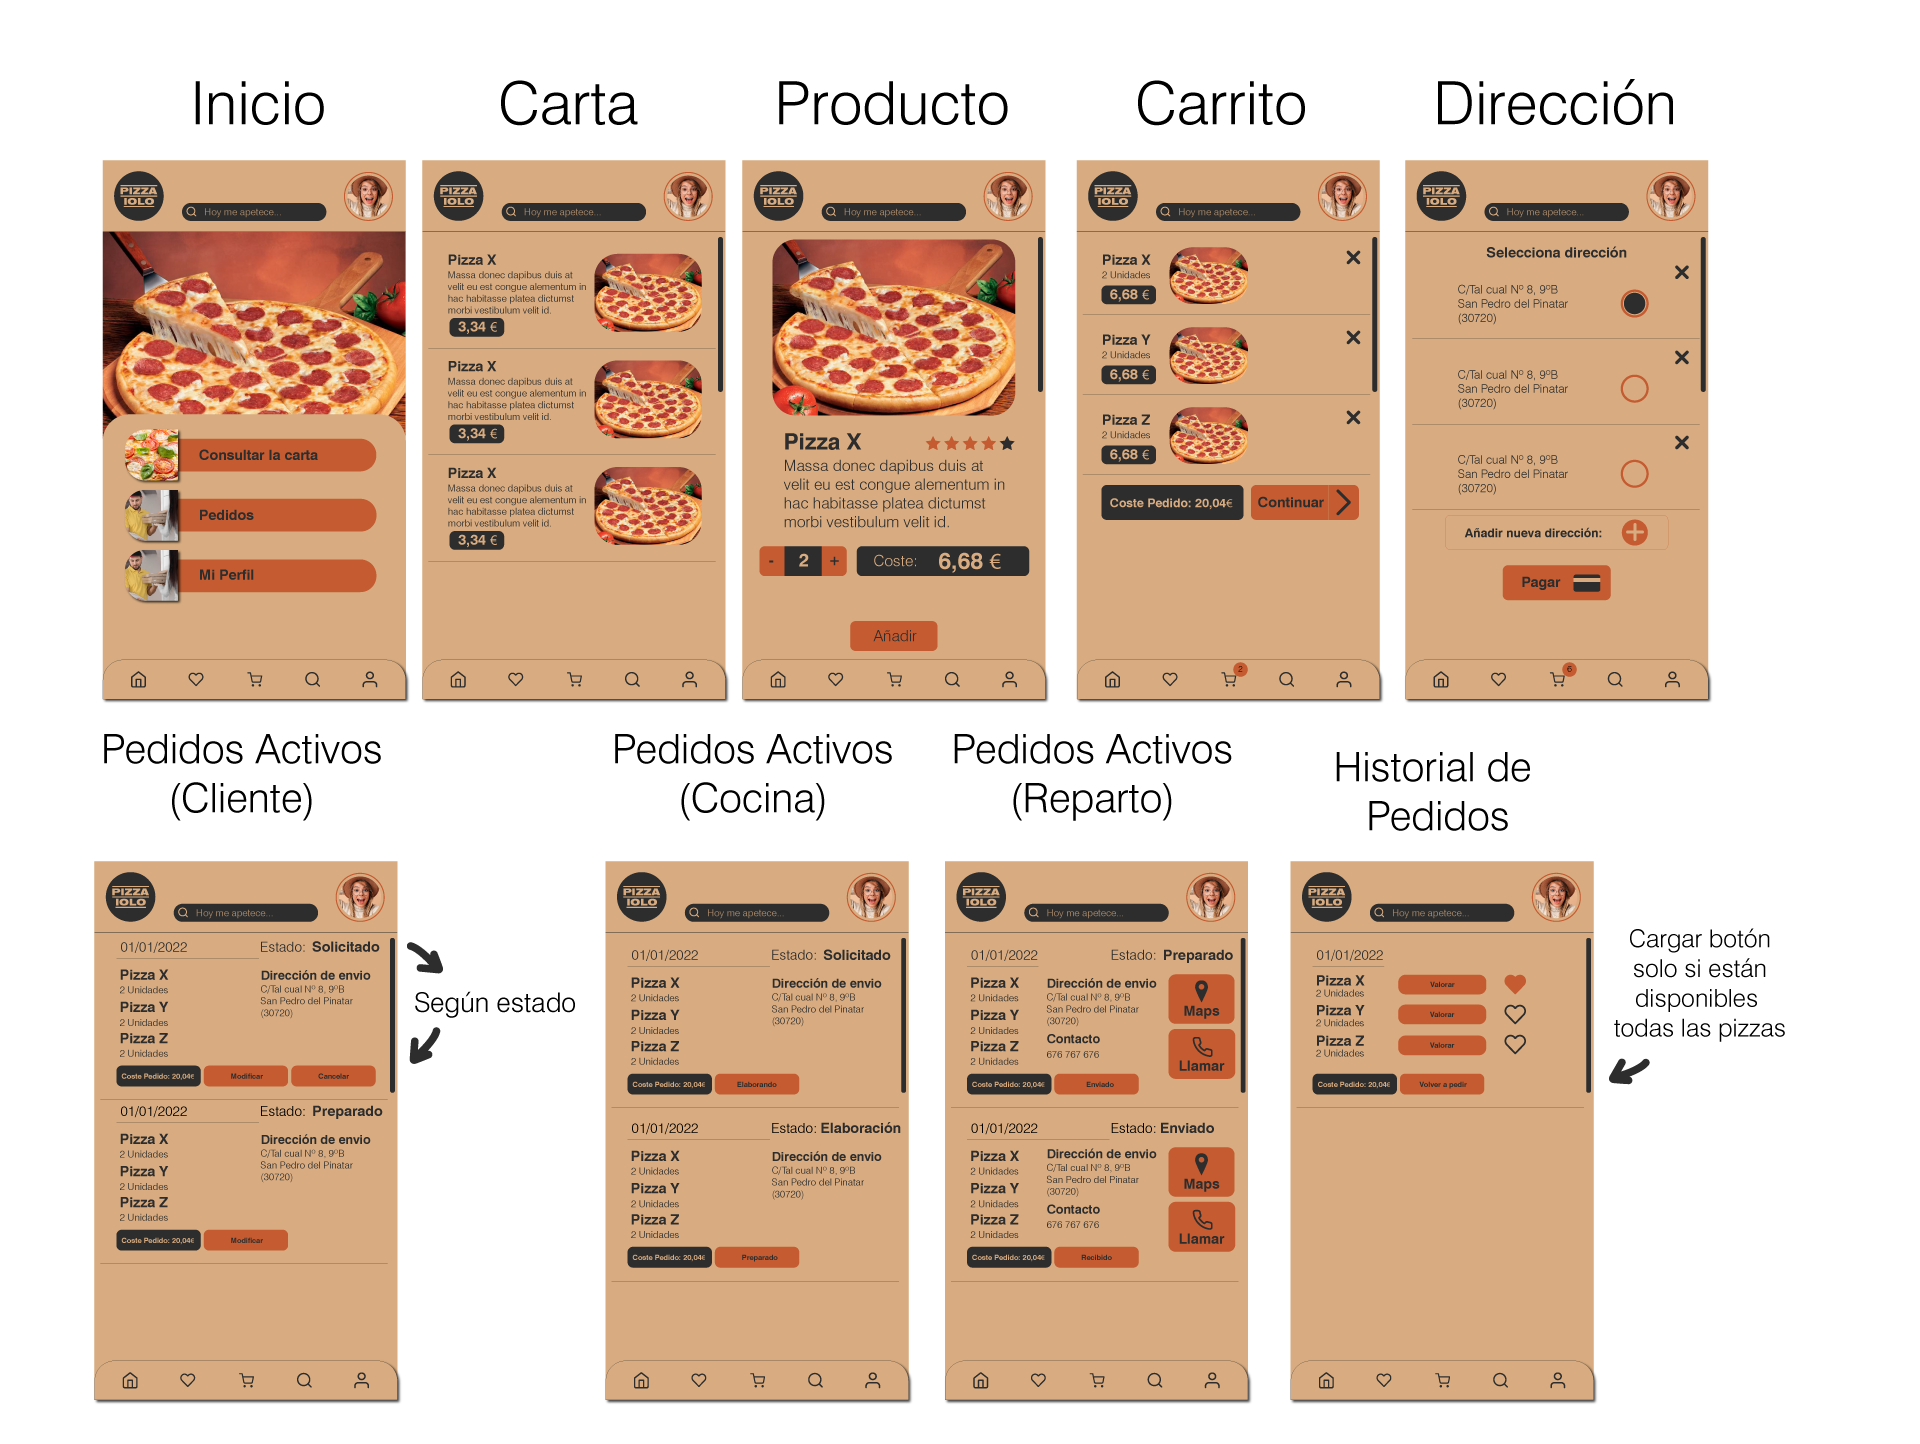 Inicio
Carta
Producto
Carrito
Dirección
PIZZA
IOLO
Hoy me apetece...
Consultar la carta
Pedidos
Mi Perfil
PIZZA
IOLO
Hoy me apetece...
Pizza X
Massa donec dapibus duis at
velit eu est congue alementum in
hac habitasse platea dictumst
morbi vestibulum velit id.
3,34 €
Pizza X
Massa donec dapibus duis at
velit eu est congue alementum in
hac habitasse platea dictumst
morbi vestibulum velit id.
3,34 €
Pizza X
Massa donec dapibus duis at
velit eu est congue alementum in
hac habitasse platea dictumst
morbi vestibulum velit id.
3,34 €
PIZZA
IOLO
Hoy me apetece...
Pizza X
Massa donec dapibus duis at
velit eu est congue alementum in
hac habitasse platea dictumst
morbi vestibulum velit id.
- 2 + Coste: 6,68 €
Añadir
PIZZA
IOLO
Hoy me apetece...
Pizza X
2 Unidades
6,68 €
Pizza Y
2 Unidades
6,68 €
Pizza Z
2 Unidades
6,68 €
Coste Pedido: 20,04€ Continuar
2
PIZZA
IOLO
Hoy me apetece...
Selecciona dirección
C/Tal cual Nº 8, 9ºB
San Pedro del Pinatar
(30720)
C/Tal cual Nº 8, 9ºB
San Pedro del Pinatar
(30720)
C/Tal cual Nº 8, 9ºB
San Pedro del Pinatar
(30720)
Añadir nueva dirección:
Pagar
6
Pedidos Activos
(Cliente)
Pedidos Activos
(Cocina)
Pedidos Activos
(Reparto)
Historial de
Pedidos
PIZZA
IOLO
Hoy me apetece...
01/01/2022 Estado: Solicitado
Pizza X
2 Unidades
Pizza Y
2 Unidades
Pizza Z
2 Unidades
Dirección de envio
C/Tal cual Nº 8, 9ºB
San Pedro del Pinatar
(30720)
Coste Pedido: 20,04€ Modificar Cancelar
01/01/2022 Estado: Preparado
Pizza X
2 Unidades
Pizza Y
2 Unidades
Pizza Z
2 Unidades
Dirección de envio
C/Tal cual Nº 8, 9ºB
San Pedro del Pinatar
(30720)
Coste Pedido: 20,04€ Modificar
Según estado
PIZZA
IOLO
Hoy me apetece...
01/01/2022 Estado: Solicitado
Pizza X
2 Unidades
Pizza Y
2 Unidades
Pizza Z
2 Unidades
Dirección de envio
C/Tal cual Nº 8, 9ºB
San Pedro del Pinatar
(30720)
Coste Pedido: 20,04€ Elaborando
01/01/2022 Estado: Elaboración
Pizza X
2 Unidades
Pizza Y
2 Unidades
Pizza Z
2 Unidades
Dirección de envio
C/Tal cual Nº 8, 9ºB
San Pedro del Pinatar
(30720)
Coste Pedido: 20,04€ Preparado
PIZZA
IOLO
Hoy me apetece...
01/01/2022 Estado: Preparado
Pizza X
2 Unidades
Pizza Y
2 Unidades
Pizza Z
2 Unidades
Dirección de envio
C/Tal cual Nº 8, 9ºB
San Pedro del Pinatar
(30720)
Contacto
676 767 676
Maps
Llamar
Coste Pedido: 20,04€ Enviado
01/01/2022 Estado: Enviado
Pizza X
2 Unidades
Pizza Y
2 Unidades
Pizza Z
2 Unidades
Dirección de envio
C/Tal cual Nº 8, 9ºB
San Pedro del Pinatar
(30720)
Contacto
676 767 676
Maps
Llamar
Coste Pedido: 20,04€ Recibido
PIZZA
IOLO
Hoy me apetece...
01/01/2022
Pizza X
2 Unidades
Valorar
Pizza Y
2 Unidades
Valorar
Pizza Z
2 Unidades
Valorar
Coste Pedido: 20,04€ Volver a pedir
Cargar botón
solo si están
disponibles
todas las pizzas